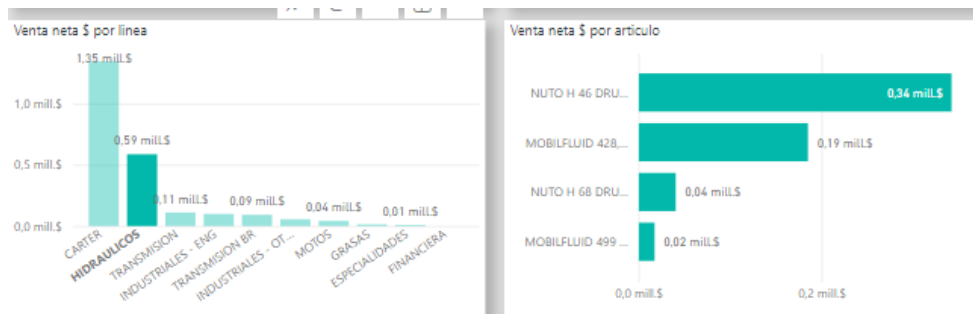 Venta neta $ por linea
1,35 mill.$
1,0 mill.$
0,59 mill.$
0,5 mill.$
0,11 mill.$
0,09 mill.$
0,04 mill.$
0,01 mill.$
0,0 mill.$
CARTER
HIDRAULICOS
TRANSMISION
INDUSTRIALES - ENG
TRANSMISION BR
INDUSTRIALES - OT...
MOTOS
GRASAS
ESPECIALIDADES
FINANCIERA
Venta neta $ por articulo
NUTO H 46 DRU...
0,34 mill.$
MOBILFLUID 428,...
0,19 mill.$
NUTO H 68 DRU...
0,04 mill.$
MOBILFLUID 499 ...
0,02 mill.$
0,0 mill.$
0,2 mill.$